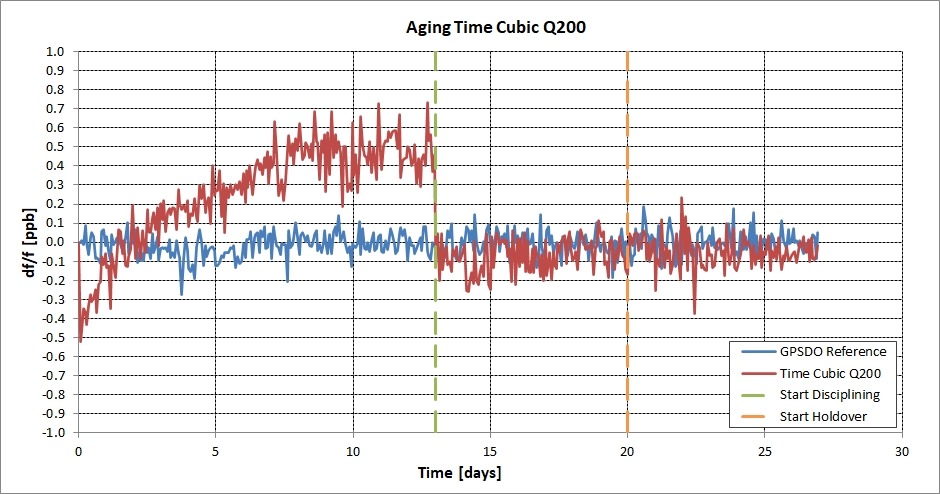 Aging Time Cubic Q200
df/f [ppb]
1.0
0.9
0.8
0.7
0.6
0.5
0.4
0.3
0.2
0.1
0.0
-0.1
-0.2
-0.3
-0.4
-0.5
-0.6
-0.7
-0.8
-0.9
-1.0
GPSDO Reference
Time Cubic Q200
Start Disciplining
Start Holdover
0 5 10 15 20 25 30
Time [days]